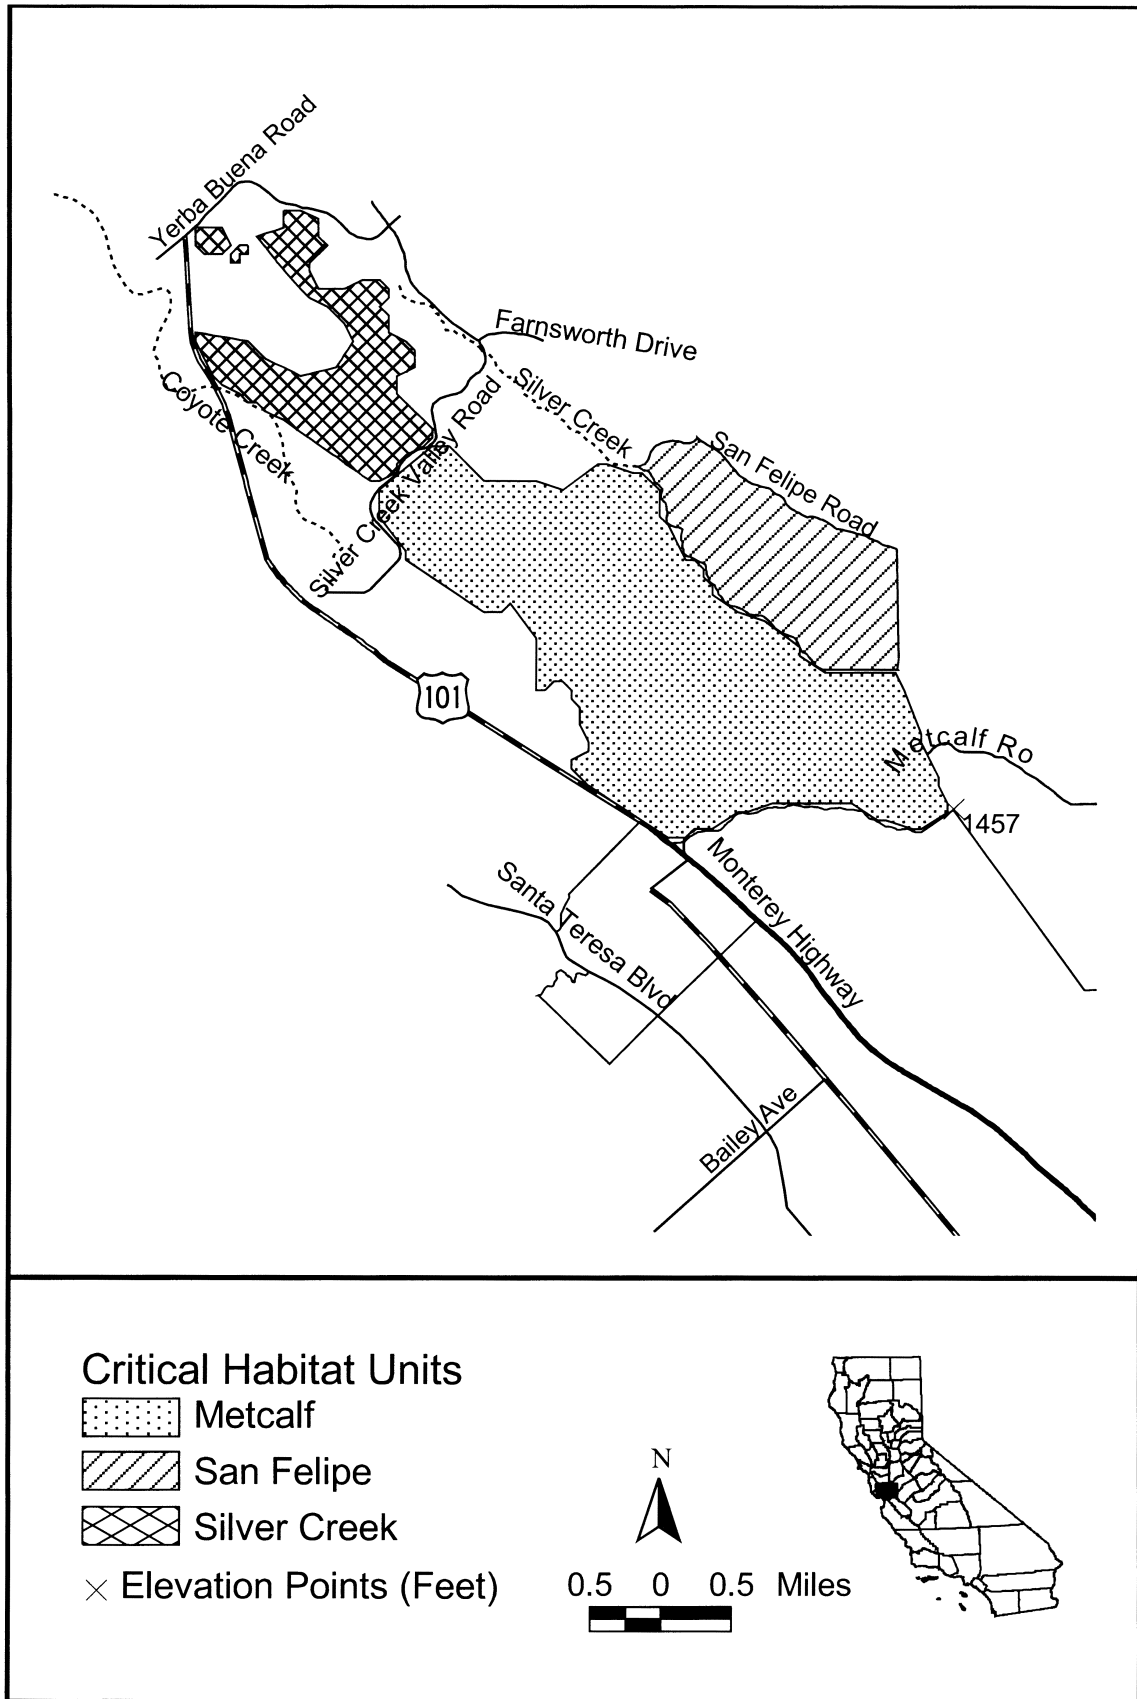 Yerba Buena Road
Farnsworth Drive
Silver Creek
San Felipe Road
Coyote Creek
Silver Creek Valley Road
101
Metcalf Ro
1457
Monterey Highway
Santa Teresa Blvd
Bailey Ave
Critical Habitat Units
Metcalf
San Felipe
Silver Creek
Elevation Points (Feet)
N
0.5 0 0.5 Miles